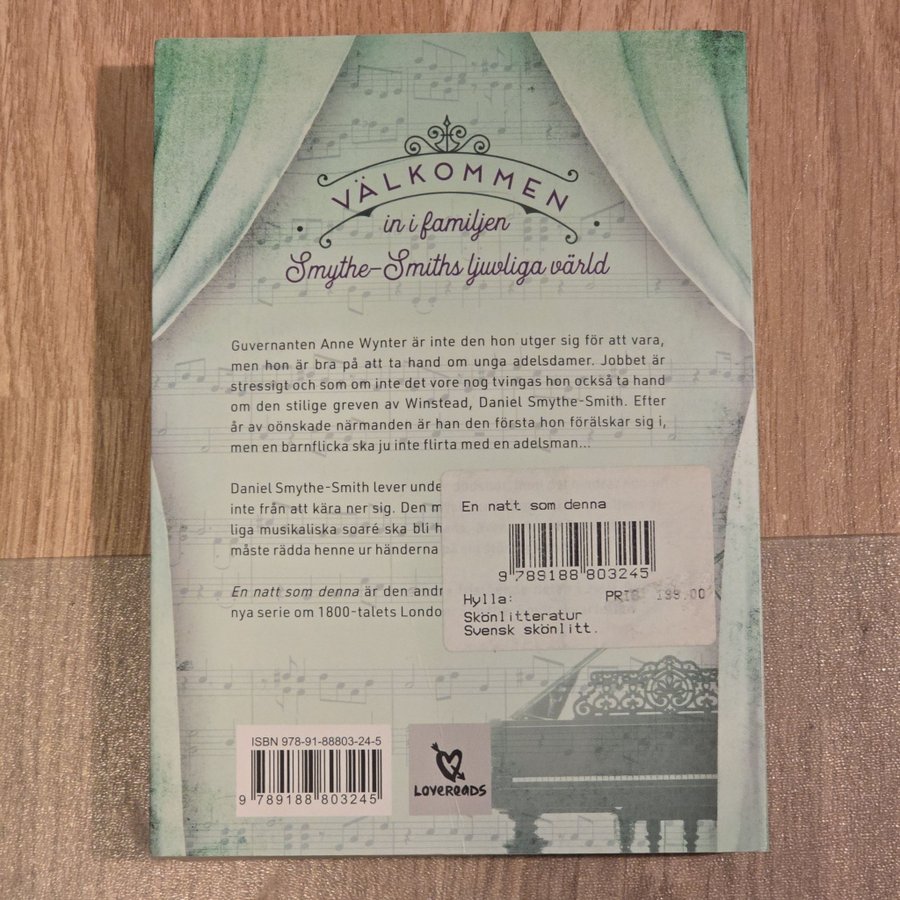 VÄLKOMMEN
in i familjen
Smythe-Smiths ljuvliga värld
Guvernanten Anne Wynter är inte den hon utger sig för att vara,
men hon är bra på att ta hand om unga adelsdamer. Jobbet är
stressigt och som om inte det vore nog tvingas hon också ta hand
om den stilige greven av Winstead, Daniel Smythe-Smith. Efter
år av oönskade närmanden är han den första hon förälskar sig i,
men en barnflicka ska ju inte flirta med en adelsman...
Daniel Smythe-Smith lever unde
inte från att kära ner sig. Den m
liga musikaliska soaré ska bli h
måste rädda henne ur händerna
En natt som denna är den andr
nya serie om 1800-talets Londo
En natt som denna
9 789188 803245
Hylla: PRIS 199.00
Skönlitteratur
Svensk skönlitt.
ISBN 978-91-88803-24-5
9 789188 803245
LOVEREADS